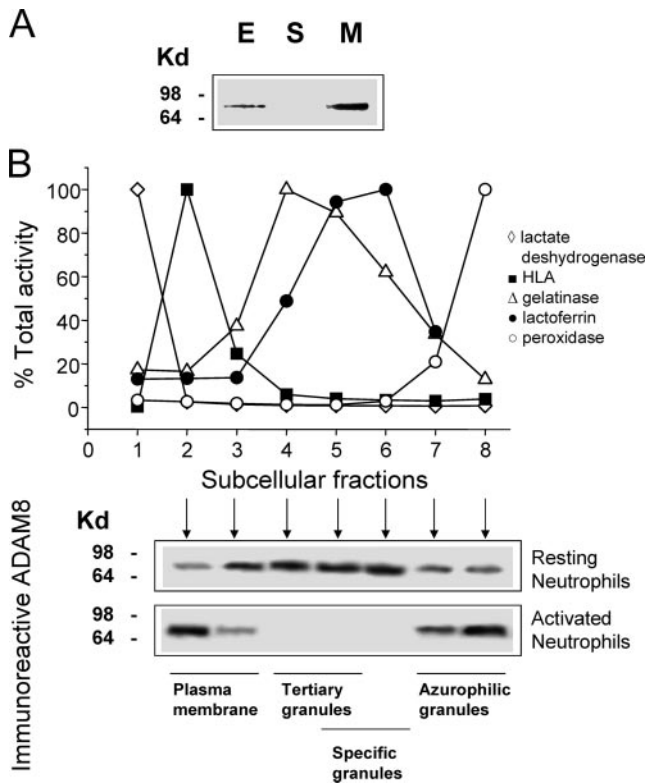 A
E S M
Kd
98 -
64 -
B
100
80
60
40
20
0
% Total activity
0 1 2 3 4 5 6 7 8
Subcellular fractions
lactate
deshydrogenase
HLA
gelatinase
lactoferrin
peroxidase
Immunoreactive ADAM8
Kd
98 -
64 -
Resting
Neutrophils
98 -
64 -
Activated
Neutrophils
Plasma
membrane
Tertiary
granules
Azurophilic
granules
Specific
granules